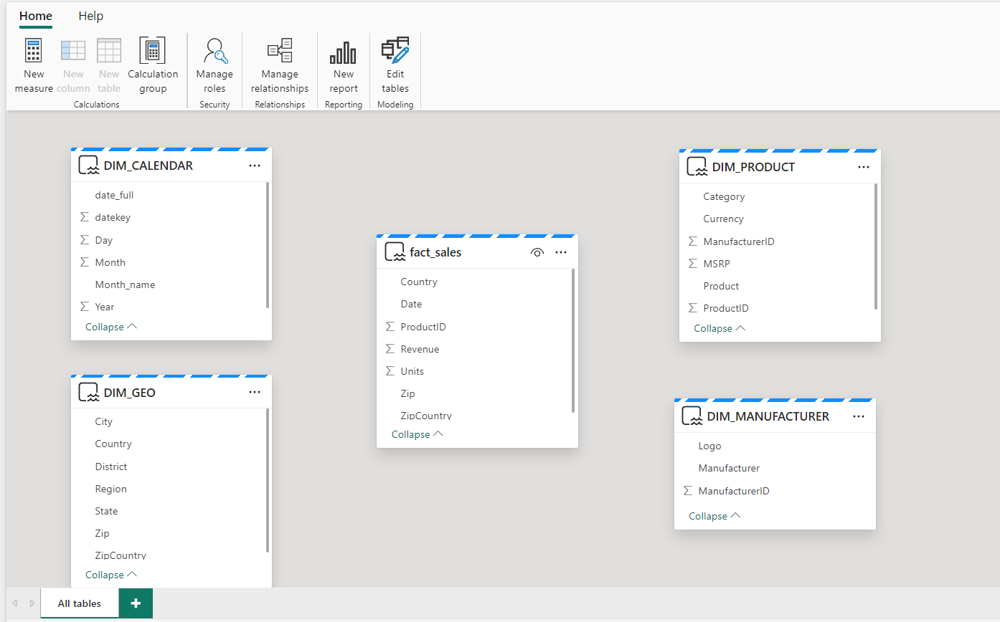 Home Help
New measure
New column
New table
Calculation group
Calculations
Manage roles
Security
Manage relationships
Relationships
New report
Reporting
Edit tables
Modeling
DIM_CALENDAR
date_full
datekey
Day
Month
Month_name
Year
Collapse
DIM_GEO
City
Country
District
Region
State
Zip
ZipCountry
Collapse
fact_sales
Country
Date
ProductID
Revenue
Units
Zip
ZipCountry
Collapse
DIM_PRODUCT
Category
Currency
ManufacturerID
MSRP
Product
ProductID
Collapse
DIM_MANUFACTURER
Logo
Manufacturer
ManufacturerID
Collapse
All tables